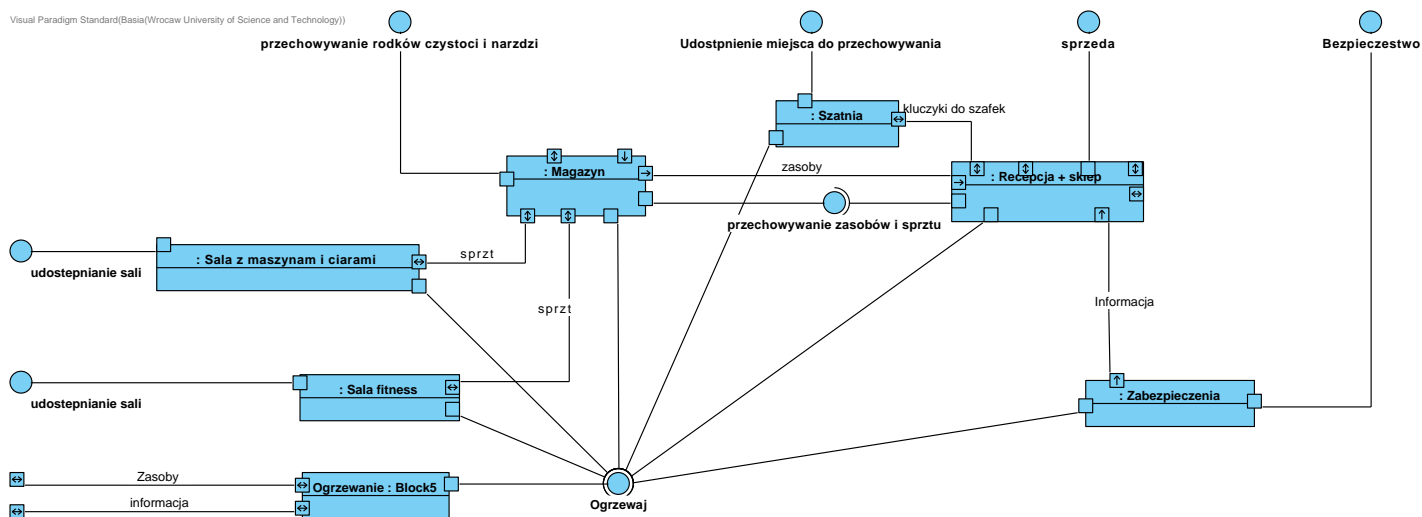 Visual Paradigm Standard(Basia(Wrocaw University of Science and Technology))
przechowywanie rodków czystoci i narzdzi
Udostpnienie miejsca do przechowywania
sprzeda
Bezpieczestwo
: Szatnia
kluczyki do szafek
: Magazyn
zasoby
: Recepcja + sklep
przechowywanie zasobów i sprztu
: Sala z maszynam i ciarami
sprzt
udostepnianie sali
sprzt
Informacja
: Sala fitness
udostepnianie sali
: Zabezpieczenia
Zasoby
Ogrzewanie : Block5
informacja
Ogrzewaj